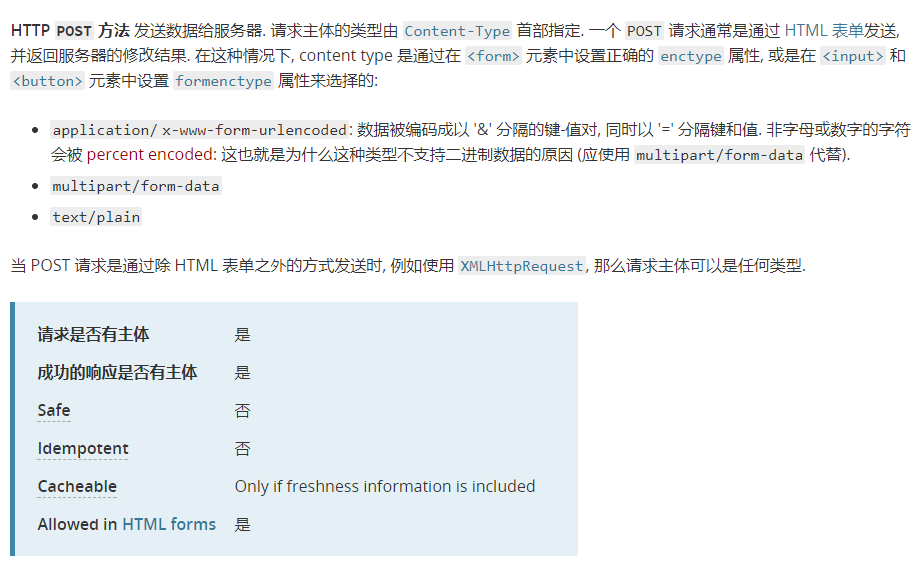 HTTP POST 方法 发送数据给服务器. 请求主体的类型由 Content-Type 首部指定. 一个 POST 请求通常是通过 HTML 表单发送,
并返回服务器的修改结果. 在这种情况下, content type 是通过在 <form> 元素中设置正确的 enctype 属性, 或是在 <input> 和
<button> 元素中设置 formenctype 属性来选择的:
• application/ x-www-form-urlencoded: 数据被编码成以 '&' 分隔的键-值对, 同时以 '=' 分隔键和值. 非字母或数字的字符
会被 percent encoded: 这也就是为什么这种类型不支持二进制数据的原因 (应使用 multipart/form-data 代替).
• multipart/form-data
• text/plain
当 POST 请求是通过除 HTML 表单之外的方式发送时, 例如使用 XMLHttpRequest, 那么请求主体可以是任何类型.
请求是否有主体 是
成功的响应是否有主体 是
Safe 否
Idempotent 否
Cacheable Only if freshness information is included
Allowed in HTML forms 是